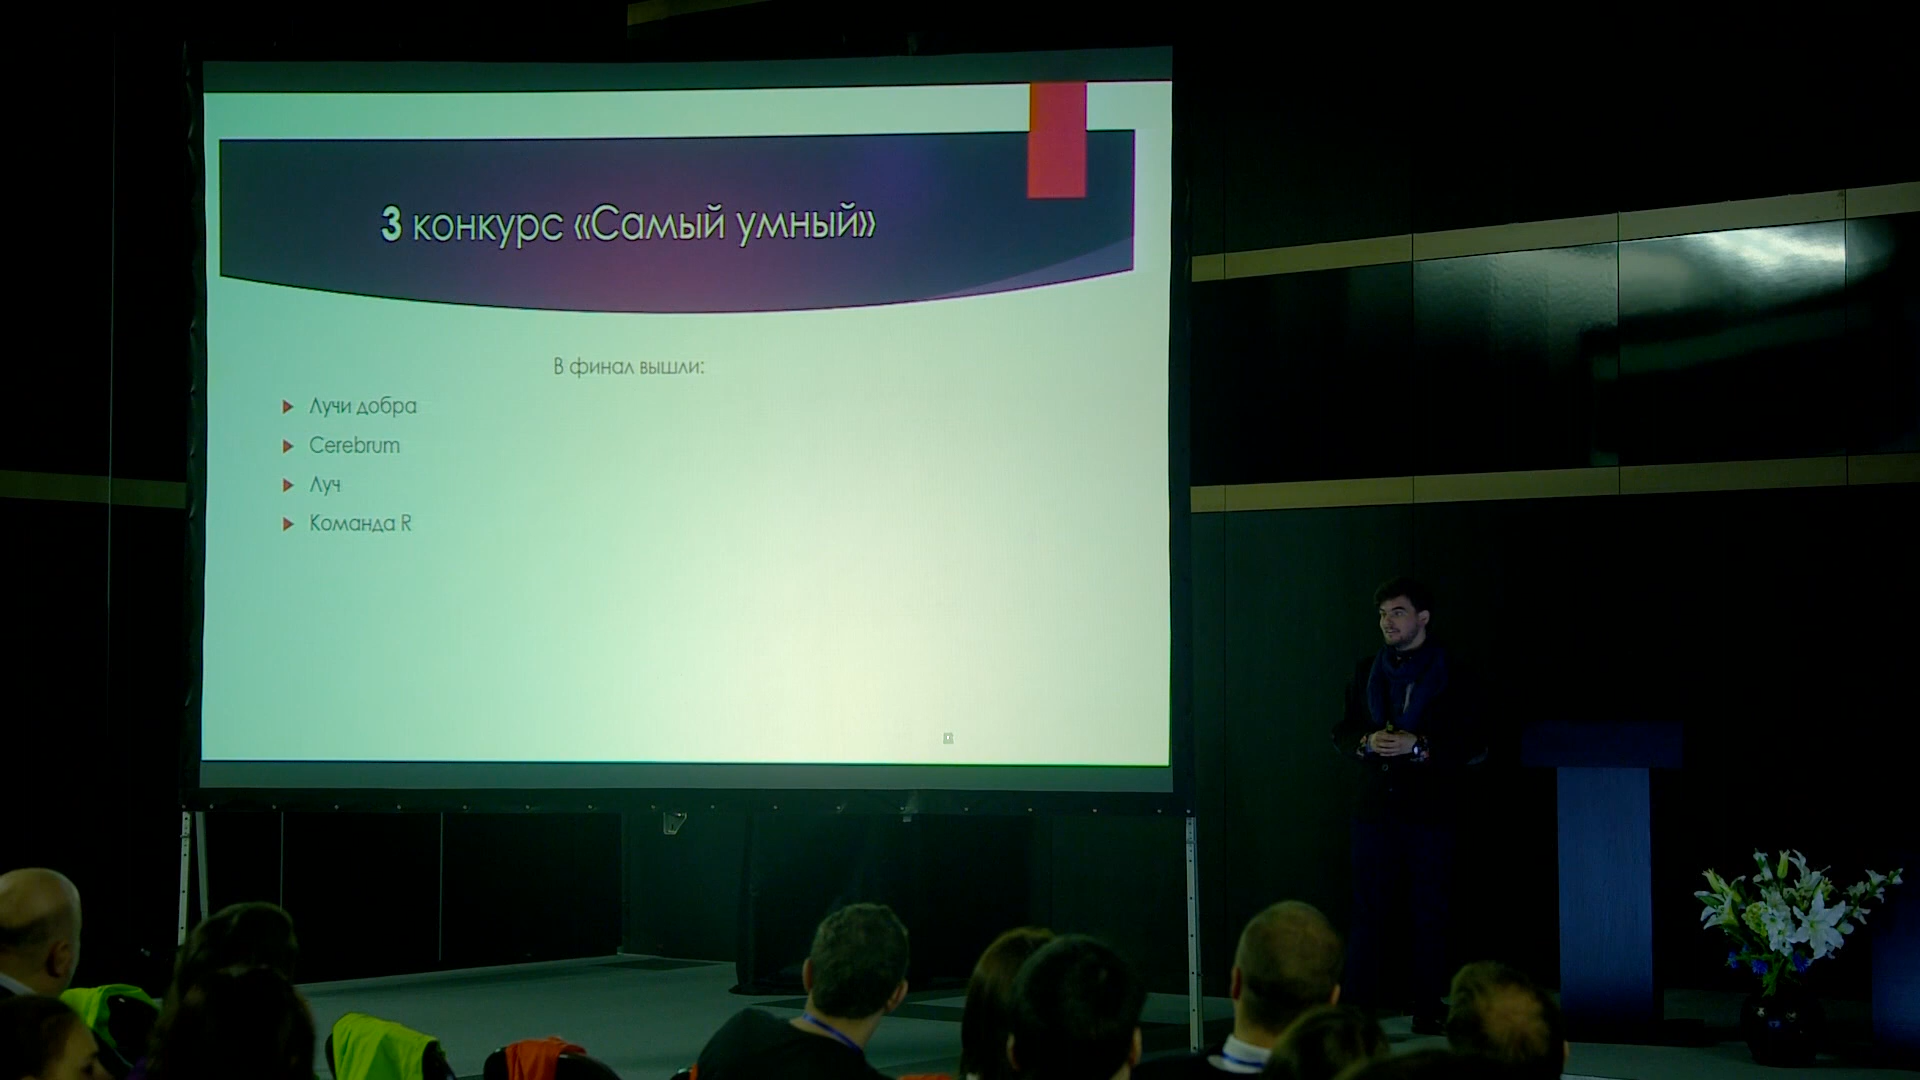 3 конкурс «Самый умный»
В финал вышли:
Лучи добра
Cerebrum
Луч
Команда R